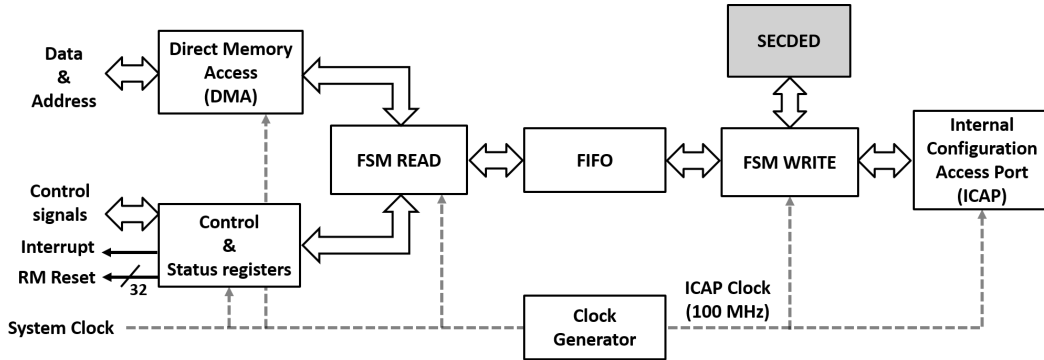 Data
&
Address
Direct Memory
Access
(DMA)
SECDED
FSM READ
FIFO
FSM WRITE
Internal
Configuration
Access Port
(ICAP)
Control
signals
Interrupt
RM Reset
32
Control
&
Status registers
System Clock
Clock
Generator
ICAP Clock
(100 MHz)